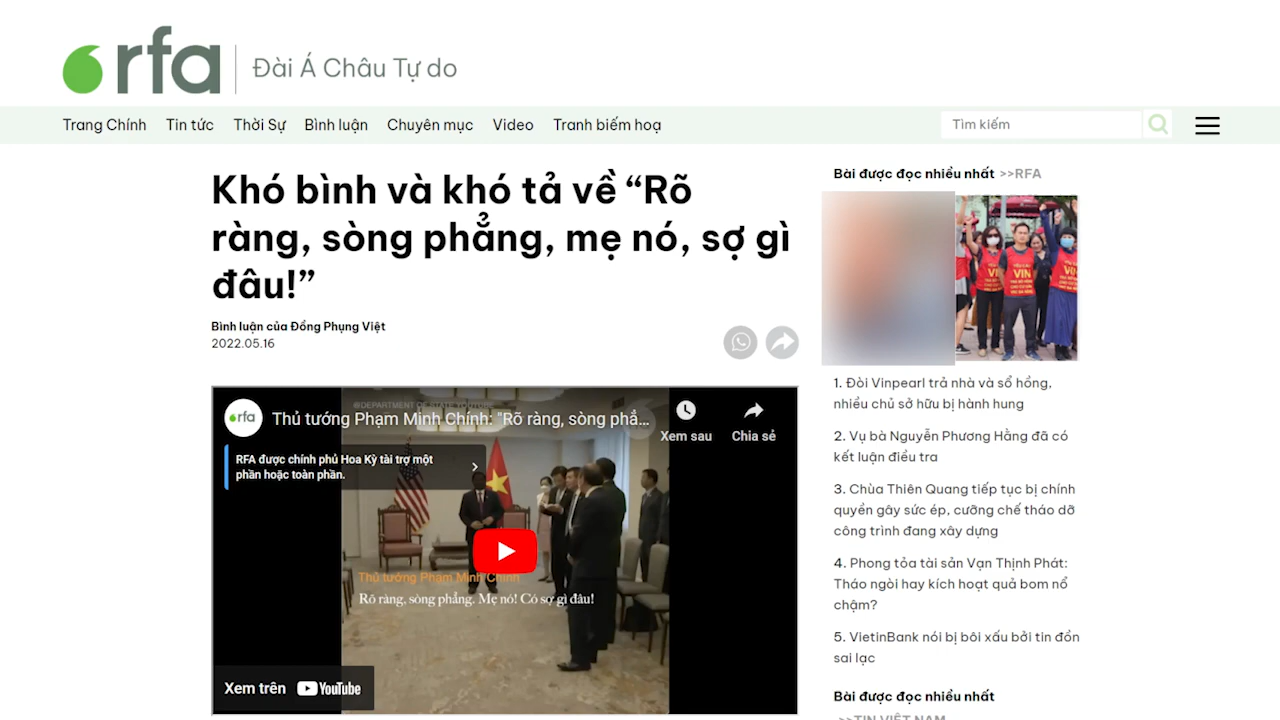 rfa Đài Á Châu Tự do
Trang Chính Tin tức Thời Sự Bình luận Chuyên mục Video Tranh biếm hoạ
Tìm kiếm
Khó bình và khó tả về “Rõ
ràng, sòng phẳng, mẹ nó, sợ gì
đâu!”
Bình luận của Đồng Phụng Việt
2022.05.16
@DEPARTMENT OF STATE YOUTUBE
rfa
Thủ tướng Phạm Minh Chính: "Rõ ràng, sòng phẳ...
Xem sau
Chia sẻ
RFA được chính phủ Hoa Kỳ tài trợ một
phần hoặc toàn phần.
Thủ tướng Phạm Minh Chính
Rõ ràng, sòng phẳng. Mẹ nó! Có sợ gì đâu!
Xem trên YouTube
Bài được đọc nhiều nhất >>RFA
VIN
VIN
1. Đòi Vinpearl trả nhà và sổ hồng,
nhiều chủ sở hữu bị hành hung
2. Vụ bà Nguyễn Phương Hằng đã có
kết luận điều tra
3. Chùa Thiên Quang tiếp tục bị chính
quyền gây sức ép, cưỡng chế tháo dỡ
công trình đang xây dựng
4. Phong tỏa tài sản Vạn Thịnh Phát:
Tháo ngòi hay kích hoạt quả bom nổ
chậm?
5. VietinBank nói bị bôi xấu bởi tin đồn
sai lạc
Bài được đọc nhiều nhất
>>TIN VIỆT NAM